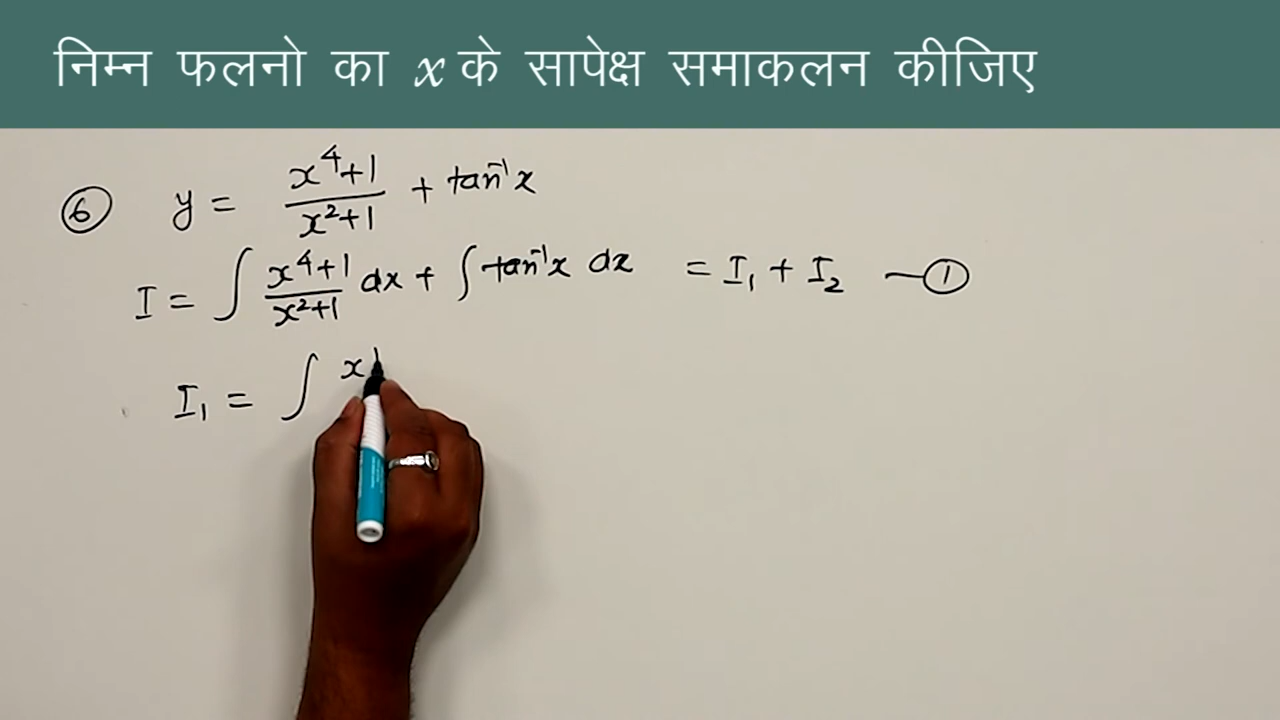 निम्न फलनो का x के सापेक्ष समाकलन कीजिए
⑥ y = (x⁴+1)/(x²+1) + tan⁻¹x
I = ∫ (x⁴+1)/(x²+1) dx + ∫ tan⁻¹x dx = I₁ + I₂ —①
I₁ = ∫ x